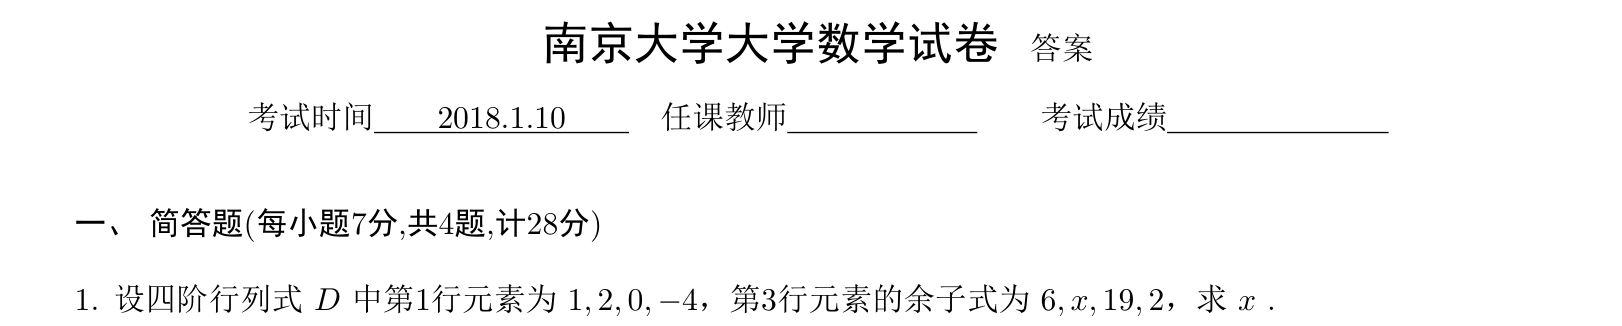 南京大学大学数学试卷 答案
考试时间 2018.1.10 任课教师 考试成绩
一、 简答题(每小题7分,共4题,计28分)
1. 设四阶行列式 D 中第1行元素为 1, 2, 0, −4，第3行元素的余子式为 6, x, 19, 2，求 x .